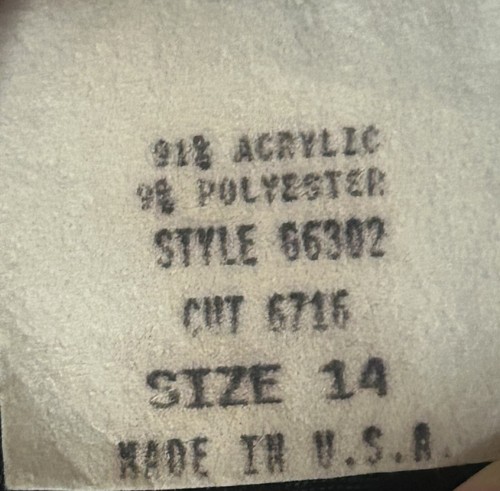 91% ACRYLIC
9% POLYESTER
STYLE 66302
CUT 6716
SIZE 14
MADE IN U.S.A.